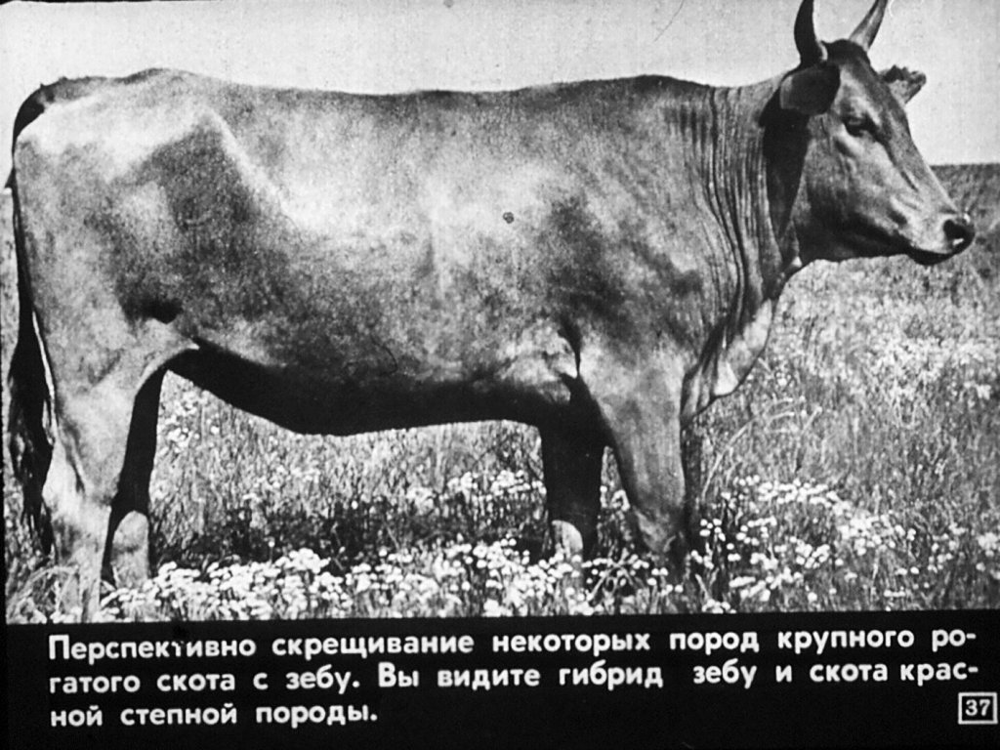 Перспективно скрещивание некоторых пород крупного ро-
гатого скота с зебу. Вы видите гибрид зебу и скота крас-
ной степной породы.
37